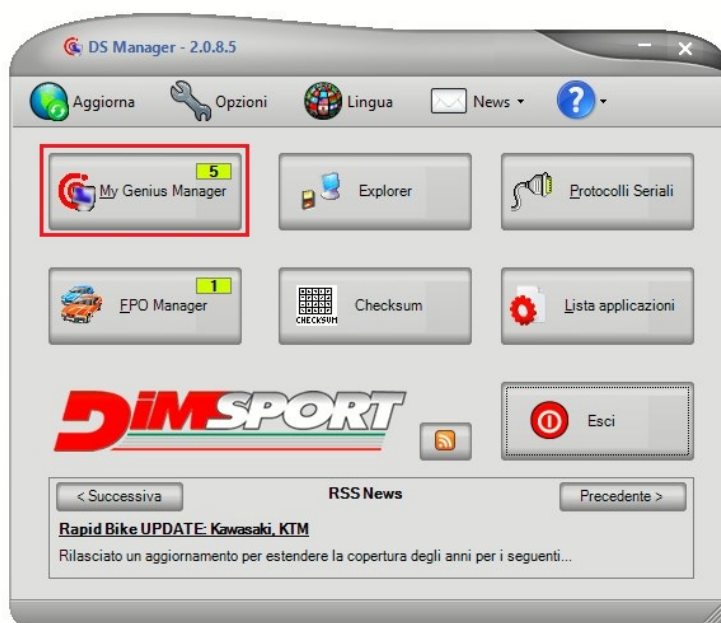 DS Manager - 2.0.8.5
Aggiorna Opzioni Lingua News ?
5
My Genius Manager Explorer Protocolli Seriali
1
FPO Manager CHECKSUM Checksum Lista applicazioni
DiMSPORT
Esci
< Successiva RSS News Precedente >
Rapid Bike UPDATE: Kawasaki, KTM
Rilasciato un aggiornamento per estendere la copertura degli anni per i seguenti...